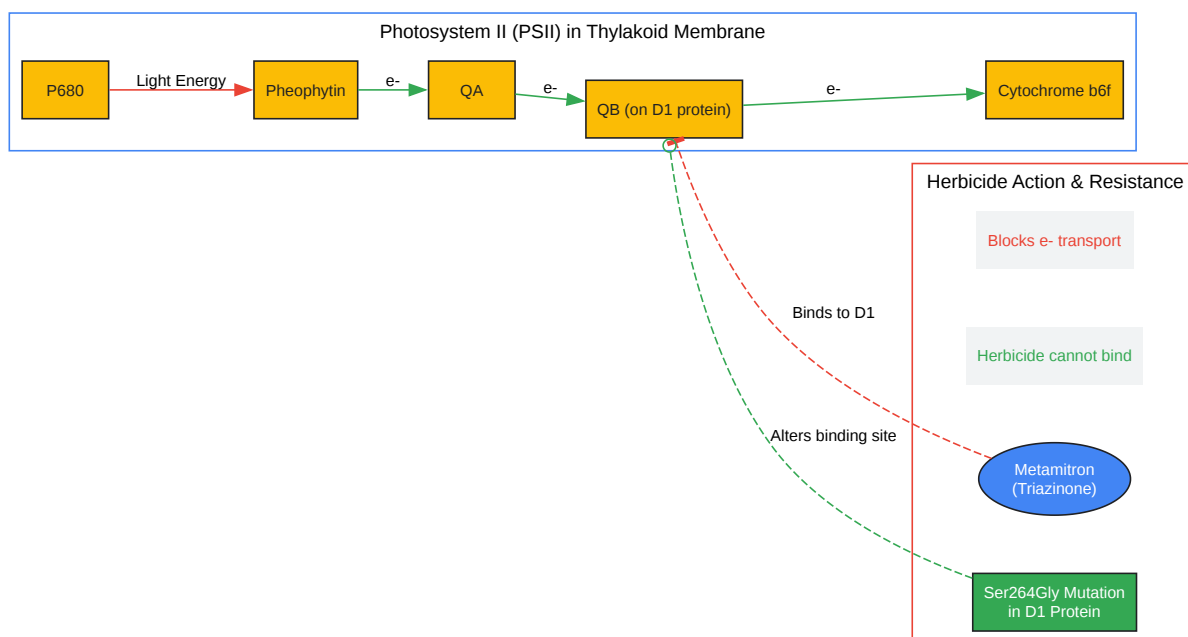 Photosystem II (PSII) in Thylakoid Membrane
P680
Light Energy
Pheophytin
e-
QA
e-
QB (on D1 protein)
e-
Cytochrome b6f
Herbicide Action & Resistance
Blocks e- transport
Binds to D1
Herbicide cannot bind
Alters binding site
Metamitron
(Triazinone)
Ser264Gly Mutation
in D1 Protein